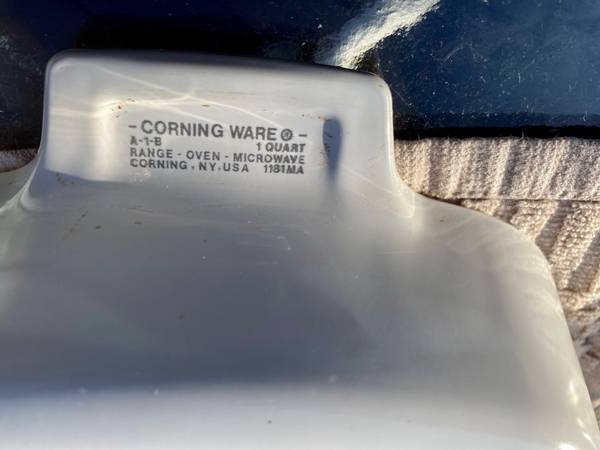 - CORNING WARE ® -
A-1-B 1 QUART
RANGE - OVEN - MICROWAVE
CORNING, NY, USA 1181MA